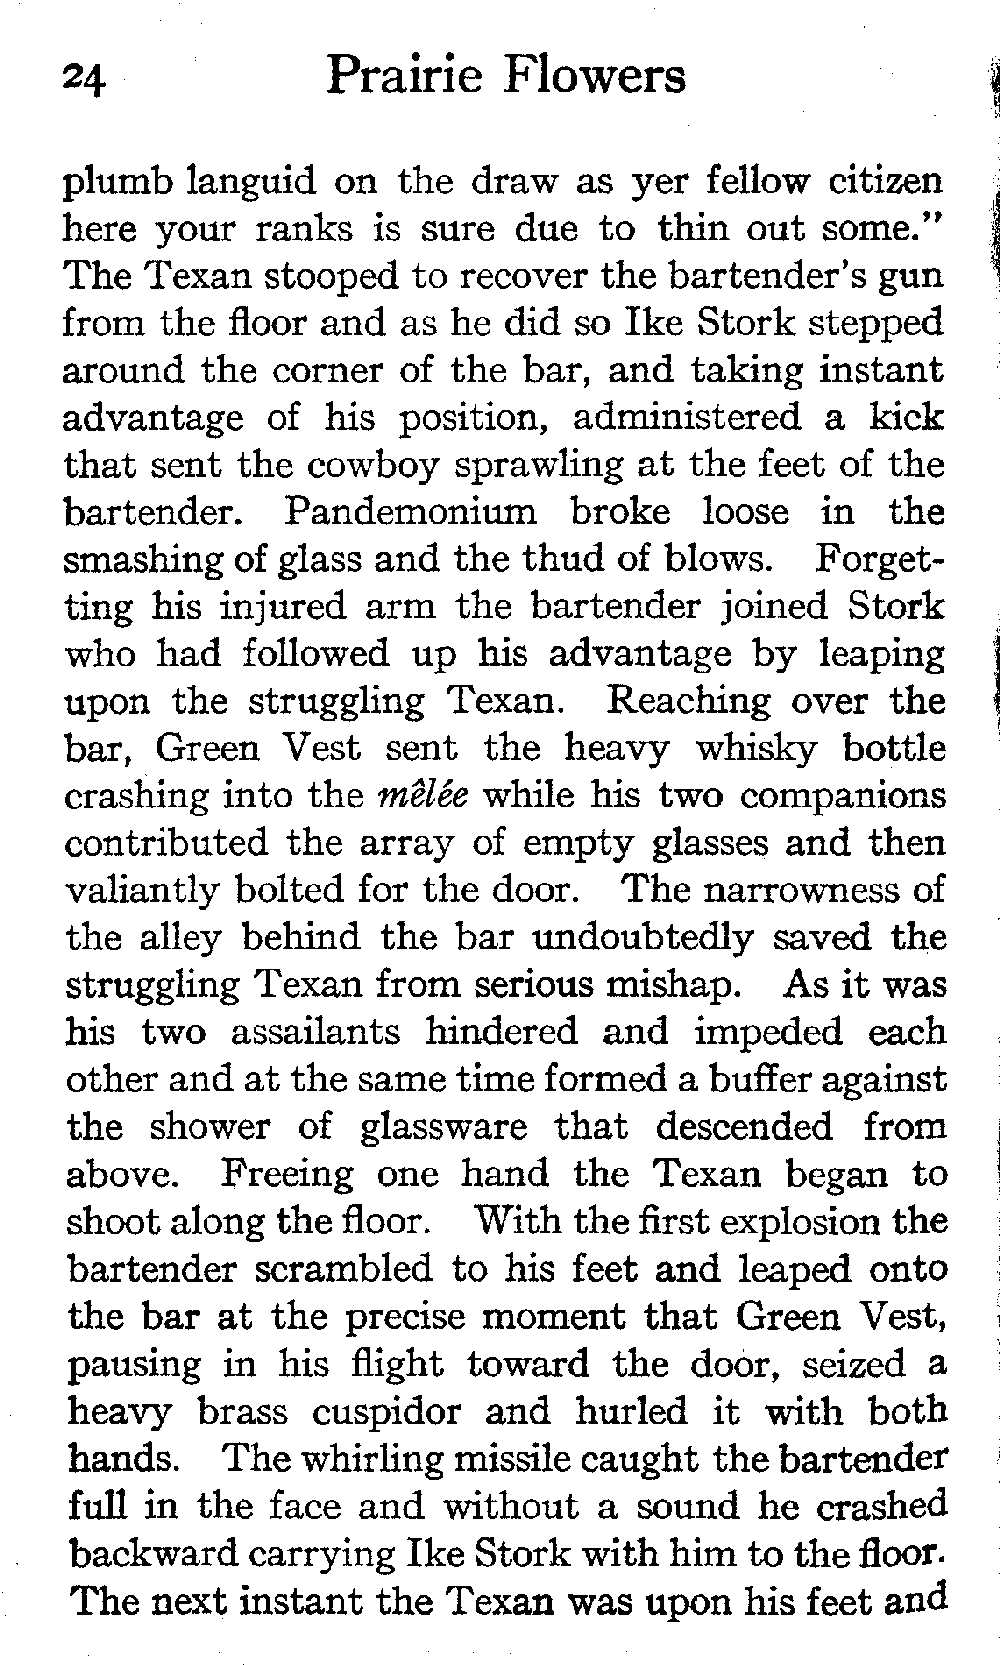 24 Prairie Flowers
plumb languid on the draw as yer fellow citizen
here your ranks is sure due to thin out some."
The Texan stooped to recover the bartender's gun
from the floor and as he did so Ike Stork stepped
around the corner of the bar, and taking instant
advantage of his position, administered a kick
that sent the cowboy sprawling at the feet of the
bartender. Pandemonium broke loose in the
smashing of glass and the thud of blows. Forget-
ting his injured arm the bartender joined Stork
who had followed up his advantage by leaping
upon the struggling Texan. Reaching over the
bar, Green Vest sent the heavy whisky bottle
crashing into the mêlée while his two companions
contributed the array of empty glasses and then
valiantly bolted for the door. The narrowness of
the alley behind the bar undoubtedly saved the
struggling Texan from serious mishap. As it was
his two assailants hindered and impeded each
other and at the same time formed a buffer against
the shower of glassware that descended from
above. Freeing one hand the Texan began to
shoot along the floor. With the first explosion the
bartender scrambled to his feet and leaped onto
the bar at the precise moment that Green Vest,
pausing in his flight toward the door, seized a
heavy brass cuspidor and hurled it with both
hands. The whirling missile caught the bartender
full in the face and without a sound he crashed
backward carrying Ike Stork with him to the floor.
The next instant the Texan was upon his feet and